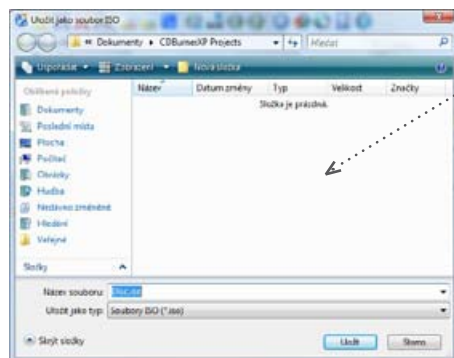 Uložit jako soubor ISO
« Dokumenty ▸ CDBurnerXP Projects
Hledat
Uspořádat Zobrazení Nová složka
Oblíbené položky
Název Datum změny Typ Velikost Značky
Složka je prázdná.
Dokumenty
Poslední místa
Plocha
Počítač
Obrázky
Hudba
Nedávno změněné
Hledání
Veřejné
Složky
Název souboru: Disc.iso
Uložit jako typ: Soubory ISO (*.iso)
Skrýt složky
Uložit Storno